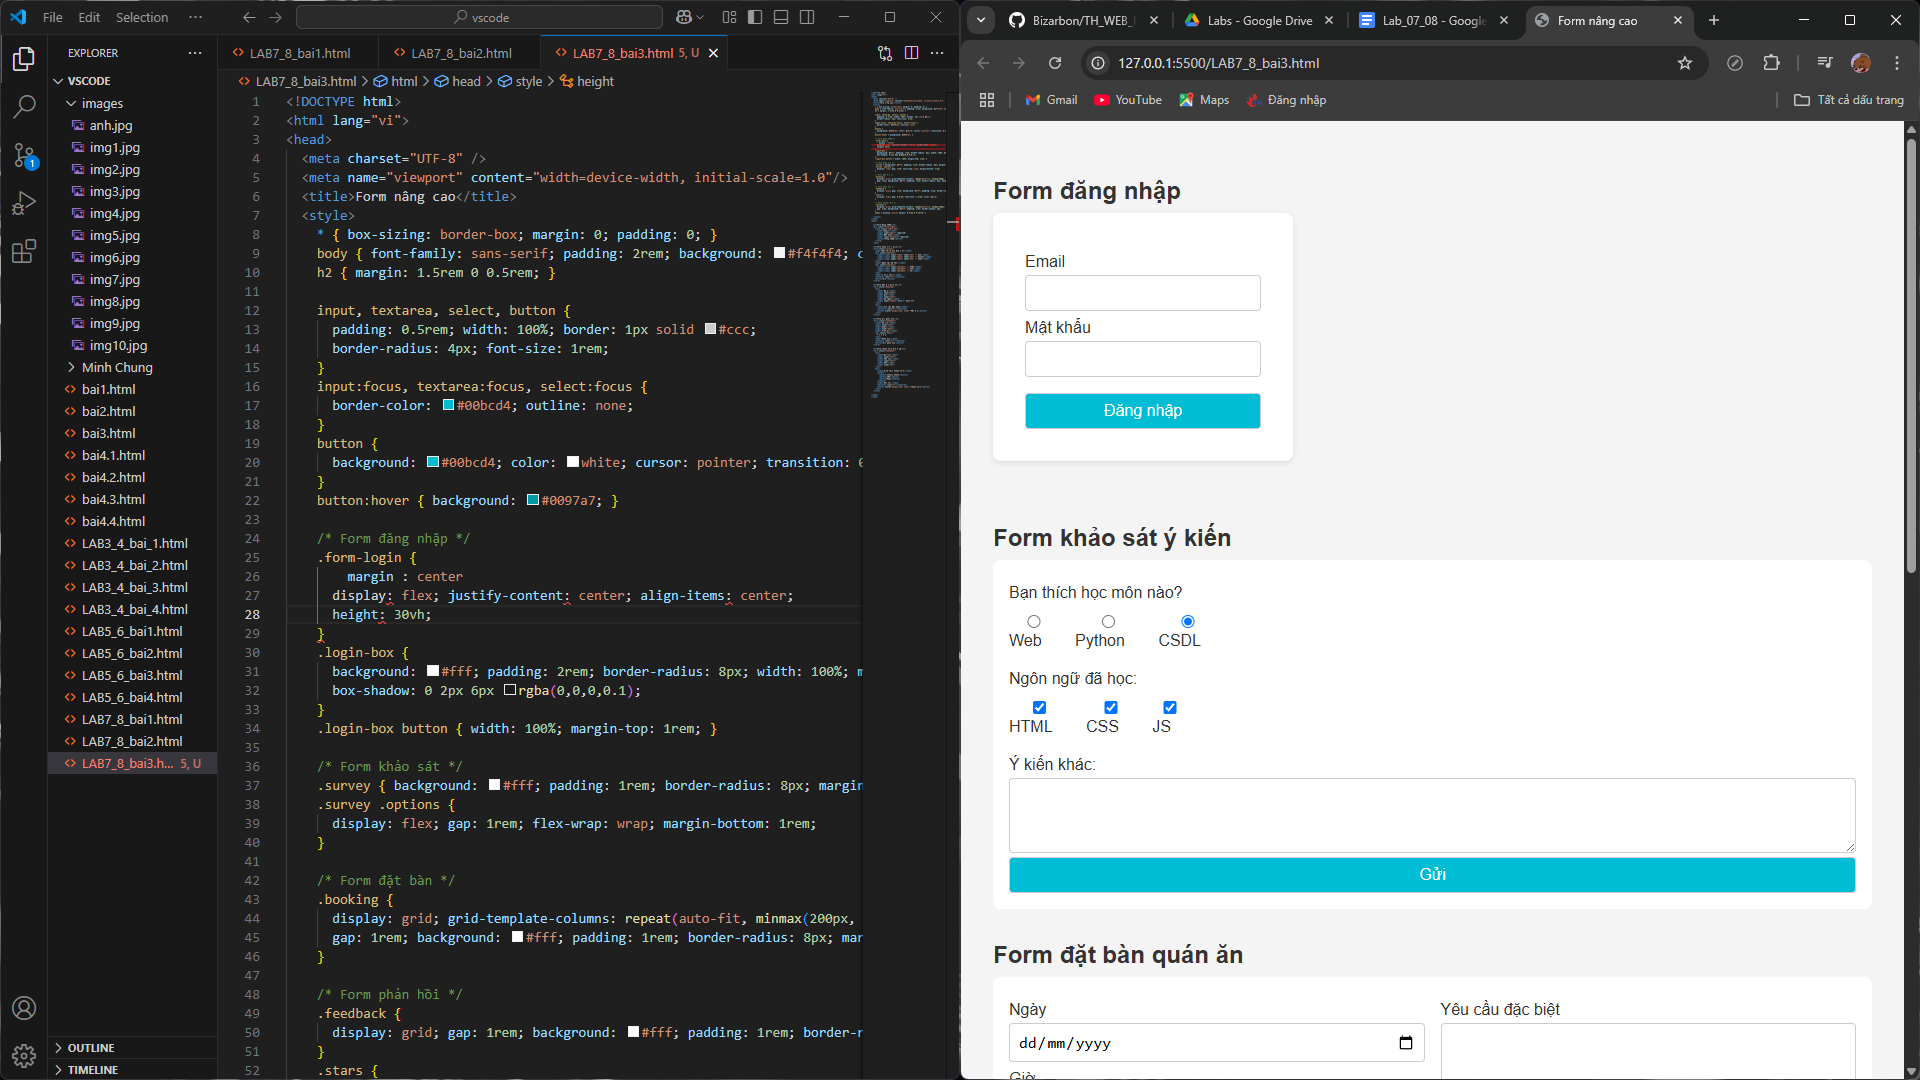 File Edit Selection ··· vscode
EXPLORER ···
VSCODE
images
anh.jpg
img1.jpg
img2.jpg
img3.jpg
img4.jpg
img5.jpg
img6.jpg
img7.jpg
img8.jpg
img9.jpg
img10.jpg
Minh Chung
bai1.html
bai2.html
bai3.html
bai4.1.html
bai4.2.html
bai4.3.html
bai4.4.html
LAB3_4_bai_1.html
LAB3_4_bai_2.html
LAB3_4_bai_3.html
LAB3_4_bai_4.html
LAB5_6_bai1.html
LAB5_6_bai2.html
LAB5_6_bai3.html
LAB5_6_bai4.html
LAB7_8_bai1.html
LAB7_8_bai2.html
LAB7_8_bai3.h... 5, U
1
OUTLINE
TIMELINE
LAB7_8_bai1.html LAB7_8_bai2.html LAB7_8_bai3.html 5, U
LAB7_8_bai3.html > html > head > style > height
1 <!DOCTYPE html>
2 <html lang="vi">
3 <head>
4 <meta charset="UTF-8" />
5 <meta name="viewport" content="width=device-width, initial-scale=1.0"/>
6 <title>Form nâng cao</title>
7 <style>
8 * { box-sizing: border-box; margin: 0; padding: 0; }
9 body { font-family: sans-serif; padding: 2rem; background: #f4f4f4; c
10 h2 { margin: 1.5rem 0 0.5rem; }
11
12 input, textarea, select, button {
13 padding: 0.5rem; width: 100%; border: 1px solid #ccc;
14 border-radius: 4px; font-size: 1rem;
15 }
16 input:focus, textarea:focus, select:focus {
17 border-color: #00bcd4; outline: none;
18 }
19 button {
20 background: #00bcd4; color: white; cursor: pointer; transition: 0
21 }
22 button:hover { background: #0097a7; }
23
24 /* Form đăng nhập */
25 .form-login {
26 margin : center
27 display: flex; justify-content: center; align-items: center;
28 height: 30vh;
29 }
30 .login-box {
31 background: #fff; padding: 2rem; border-radius: 8px; width: 100%; m
32 box-shadow: 0 2px 6px rgba(0,0,0,0.1);
33 }
34 .login-box button { width: 100%; margin-top: 1rem; }
35
36 /* Form khảo sát */
37 .survey { background: #fff; padding: 1rem; border-radius: 8px; margin
38 .survey .options {
39 display: flex; gap: 1rem; flex-wrap: wrap; margin-bottom: 1rem;
40 }
41
42 /* Form đặt bàn */
43 .booking {
44 display: grid; grid-template-columns: repeat(auto-fit, minmax(200px,
45 gap: 1rem; background: #fff; padding: 1rem; border-radius: 8px; mar
46 }
47
48 /* Form phản hồi */
49 .feedback {
50 display: grid; gap: 1rem; background: #fff; padding: 1rem; border-r
51 }
52 .stars {
Bizarbon/TH_WEB_ Labs - Google Drive Lab_07_08 - Google Form nâng cao
127.0.0.1:5500/LAB7_8_bai3.html
Gmail YouTube Maps Đăng nhập Tất cả dấu trang
Form đăng nhập
Email
Mật khẩu
Đăng nhập
Form khảo sát ý kiến
Bạn thích học môn nào?
Web Python CSDL
Ngôn ngữ đã học:
HTML CSS JS
Ý kiến khác:
Gửi
Form đặt bàn quán ăn
Ngày Yêu cầu đặc biệt
dd/mm/yyyy
Giờ